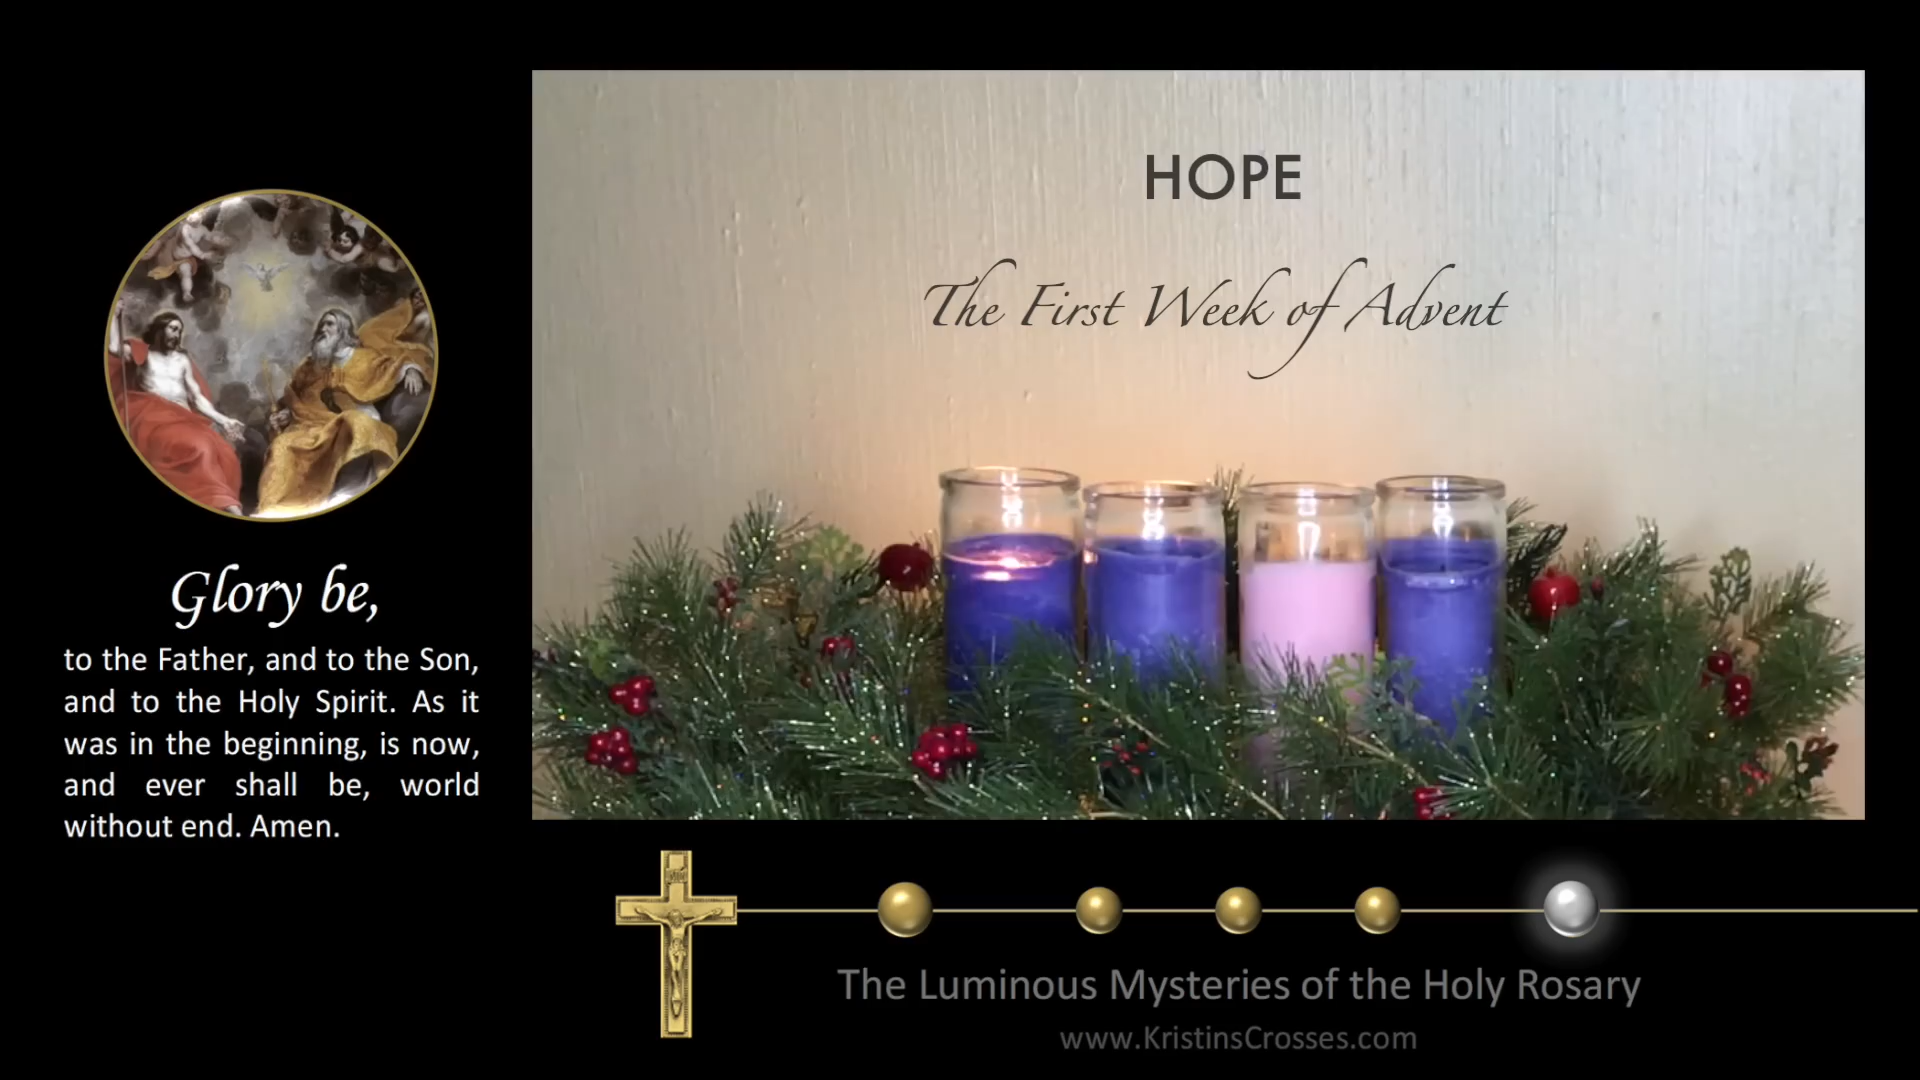 HOPE
The First Week of Advent
Glory be,
to the Father, and to the Son,
and to the Holy Spirit. As it
was in the beginning, is now,
and ever shall be, world
without end. Amen.
The Luminous Mysteries of the Holy Rosary
www.KristinsCrosses.com